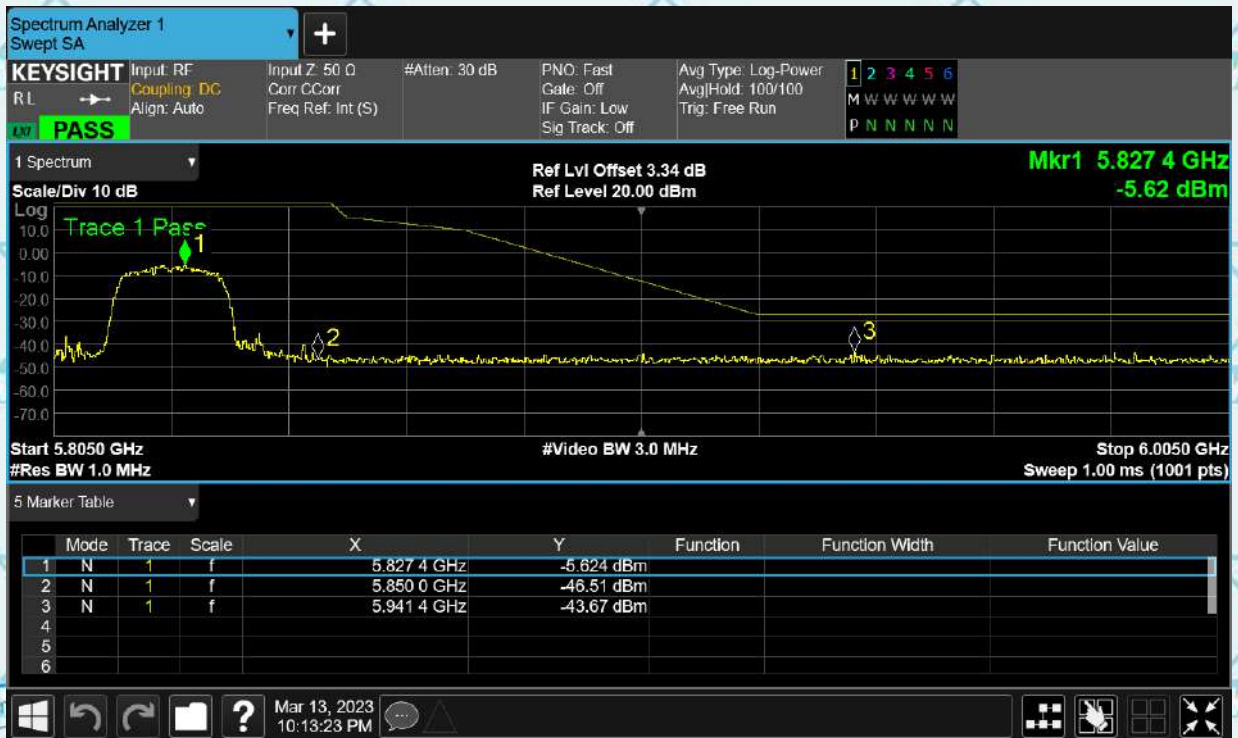 Spectrum Analyzer 1
Swept SA
+
KEYSIGHT
RL
LXI
PASS
Input: RF
Coupling: DC
Align: Auto
Input Z: 50 Ω
Corr CCorr
Freq Ref: Int (S)
#Atten: 30 dB
PNO: Fast
Gate: Off
IF Gain: Low
Sig Track: Off
Avg Type: Log-Power
Avg|Hold: 100/100
Trig: Free Run
1 2 3 4 5 6
M W W W W W
P N N N N N
1 Spectrum
Scale/Div 10 dB
Ref Lvl Offset 3.34 dB
Ref Level 20.00 dBm
Mkr1 5.827 4 GHz
-5.62 dBm
Log
Trace 1 Pass
10.0
0.00
-10.0
-20.0
-30.0
-40.0
-50.0
-60.0
-70.0
1
2
3
Start 5.8050 GHz
#Video BW 3.0 MHz
Stop 6.0050 GHz
#Res BW 1.0 MHz
Sweep 1.00 ms (1001 pts)
5 Marker Table
Mode Trace Scale X Y Function Function Width Function Value
1 N 1 f 5.827 4 GHz -5.624 dBm
2 N 1 f 5.850 0 GHz -46.51 dBm
3 N 1 f 5.941 4 GHz -43.67 dBm
4
5
6
?
Mar 13, 2023
10:13:23 PM